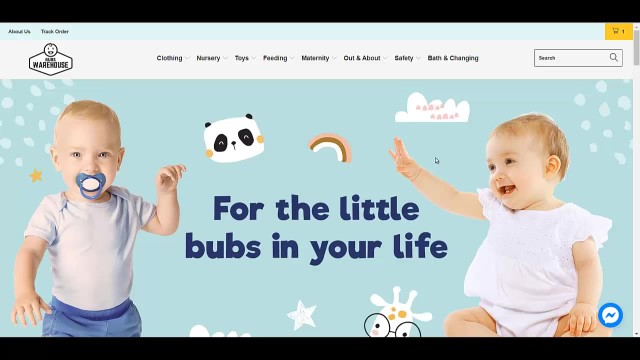 About Us Track Order
1
BUBS
WAREHOUSE
Clothing Nursery Toys Feeding Maternity Out & About Safety Bath & Changing
Search
For the little
bubs in your life